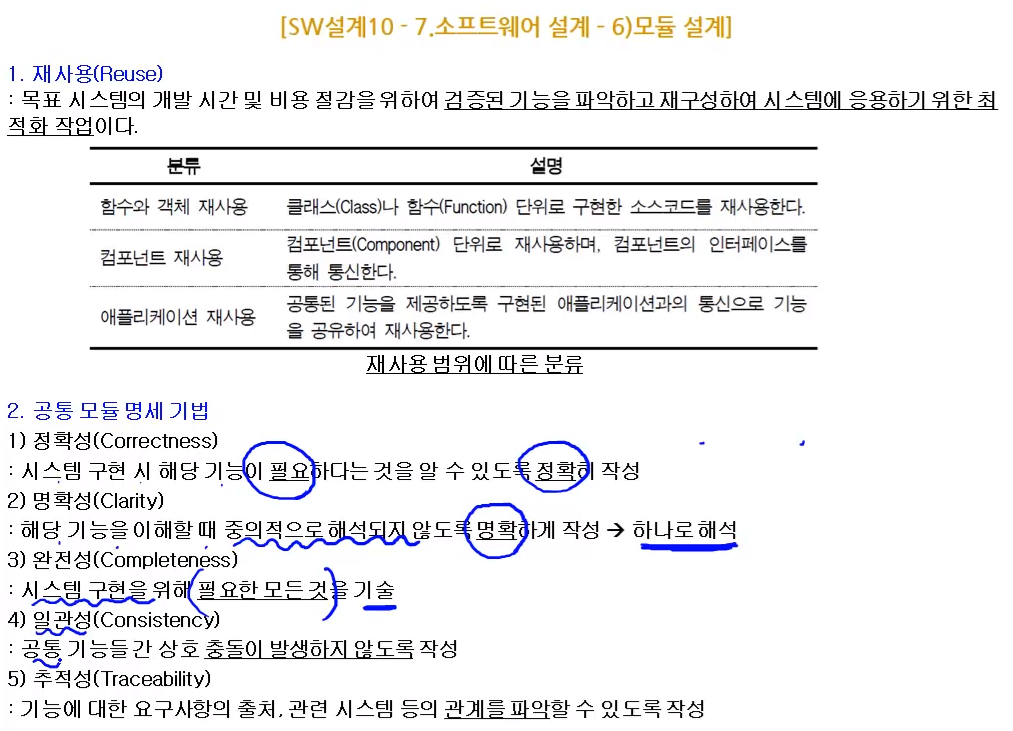 [SW설계10 - 7.소프트웨어 설계 - 6)모듈 설계]
1. 재사용(Reuse)
: 목표 시스템의 개발 시간 및 비용 절감을 위하여 검증된 기능을 파악하고 재구성하여 시스템에 응용하기 위한 최
적화 작업이다.
분류 설명
함수와 객체 재사용 클래스(Class)나 함수(Function) 단위로 구현한 소스코드를 재사용한다.
컴포넌트 재사용 컴포넌트(Component) 단위로 재사용하며, 컴포넌트의 인터페이스를
통해 통신한다.
애플리케이션 재사용 공통된 기능을 제공하도록 구현된 애플리케이션과의 통신으로 기능
을 공유하여 재사용한다.
재사용 범위에 따른 분류
2. 공통 모듈 명세 기법
1) 정확성(Correctness)
: 시스템 구현 시 해당 기능이 필요하다는 것을 알 수 있도록 정확히 작성
2) 명확성(Clarity)
: 해당 기능을 이해할 때 중의적으로 해석되지 않도록 명확하게 작성 → 하나로 해석
3) 완전성(Completeness)
: 시스템 구현을 위해 필요한 모든 것을 기술
4) 일관성(Consistency)
: 공통 기능들 간 상호 충돌이 발생하지 않도록 작성
5) 추적성(Traceability)
: 기능에 대한 요구사항의 출처, 관련 시스템 등의 관계를 파악할 수 있도록 작성